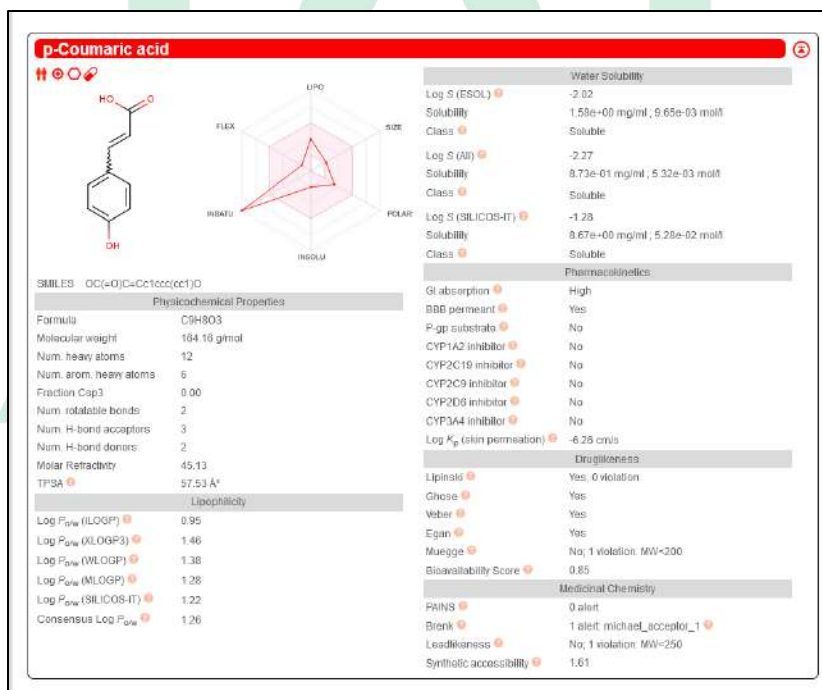 p-Coumaric acid
HO
O
OH
LIPO
FLEX
SIZE
INSATU
POLAR
INSOLU
SMILES OC(=O)C=Cc1ccc(cc1)O
Physicochemical Properties
Formula C9H8O3
Molecular weight 164.16 g/mol
Num. heavy atoms 12
Num. arom. heavy atoms 6
Fraction Csp3 0.00
Num. rotatable bonds 2
Num. H-bond acceptors 3
Num. H-bond donors 2
Molar Refractivity 45.13
TPSA 57.53 Å²
Lipophilicity
Log Po/w (iLOGP) 0.95
Log Po/w (XLOGP3) 1.46
Log Po/w (WLOGP) 1.38
Log Po/w (MLOGP) 1.28
Log Po/w (SILICOS-IT) 1.22
Consensus Log Po/w 1.26
Water Solubility
Log S (ESOL) -2.02
Solubility 1.58e+00 mg/ml ; 9.65e-03 mol/l
Class Soluble
Log S (Ali) -2.27
Solubility 8.73e-01 mg/ml ; 5.32e-03 mol/l
Class Soluble
Log S (SILICOS-IT) -1.28
Solubility 8.67e+00 mg/ml ; 5.28e-02 mol/l
Class Soluble
Pharmacokinetics
GI absorption High
BBB permeant Yes
P-gp substrate No
CYP1A2 inhibitor No
CYP2C19 inhibitor No
CYP2C9 inhibitor No
CYP2D6 inhibitor No
CYP3A4 inhibitor No
Log Kp (skin permeation) -6.26 cm/s
Druglikeness
Lipinski Yes; 0 violation
Ghose Yes
Veber Yes
Egan Yes
Muegge No; 1 violation: MW<200
Bioavailability Score 0.85
Medicinal Chemistry
PAINS 0 alert
Brenk 1 alert: michael_acceptor_1
Leadlikeness No; 1 violation: MW<250
Synthetic accessibility 1.61